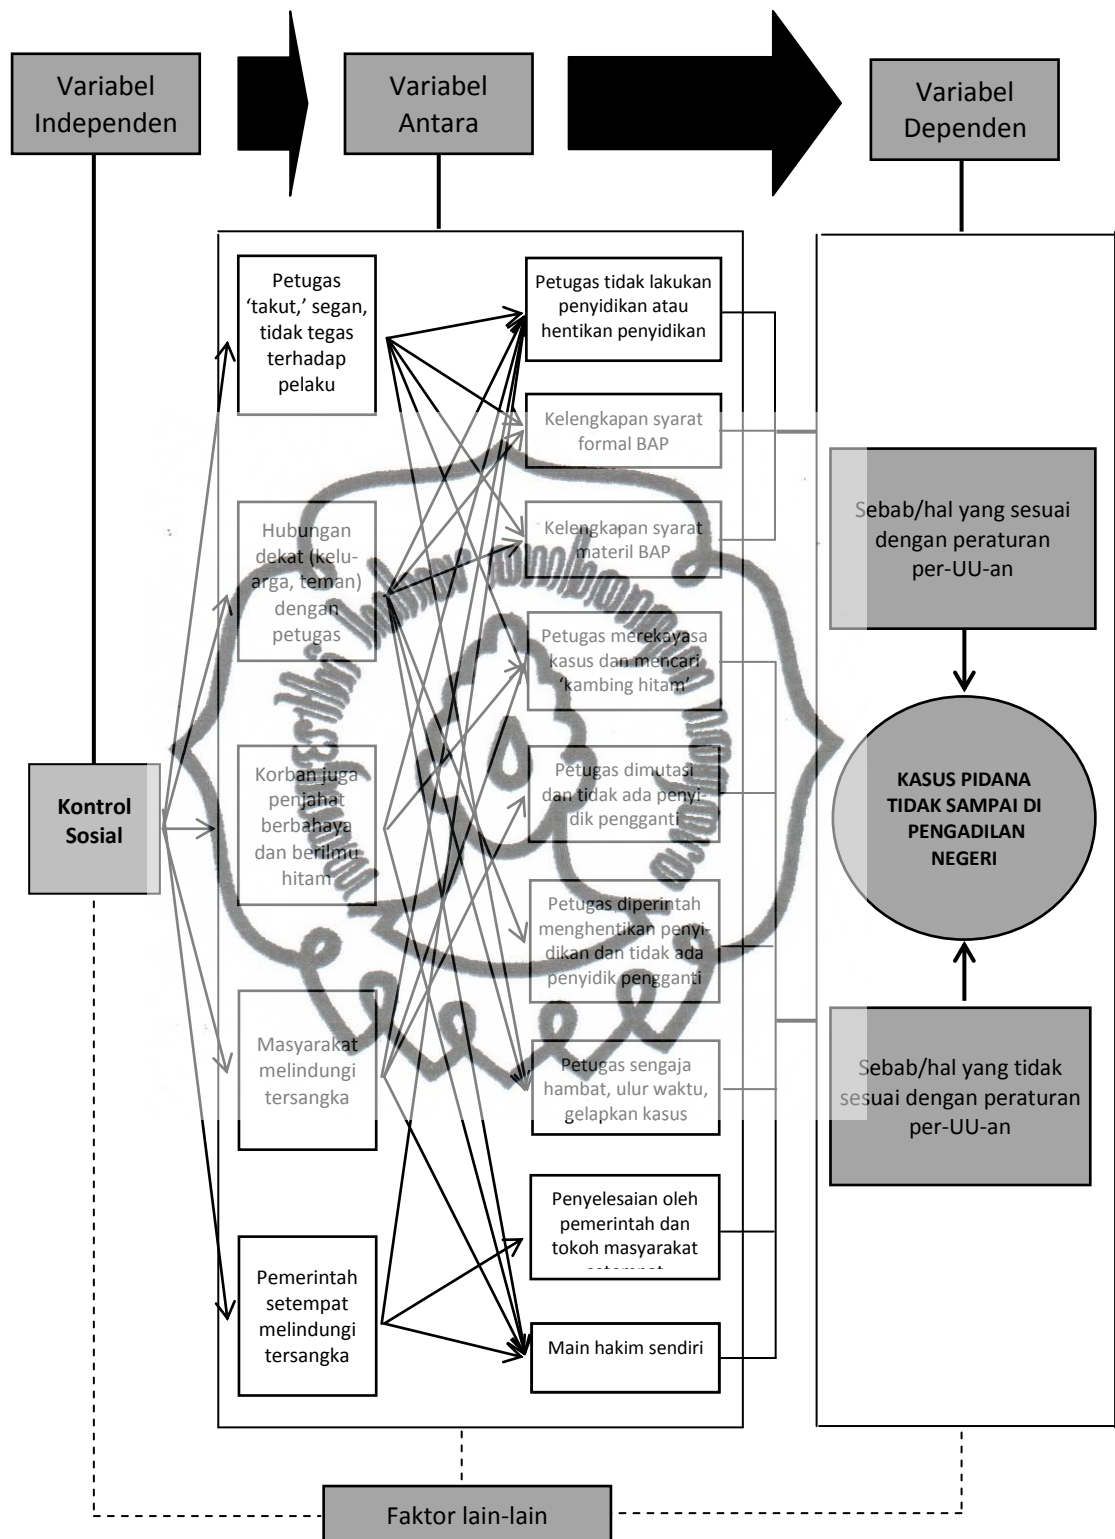 Variabel
Independen
Variabel
Antara
Variabel
Dependen
Petugas
‘takut,’ segan,
tidak tegas
terhadap
pelaku
Hubungan
dekat (kelu-
arga, teman)
dengan
petugas
Korban juga
penjahat
berbahaya
dan berilmu
hitam
Masyarakat
melindungi
tersangka
Pemerintah
setempat
melindungi
tersangka
Petugas tidak lakukan
penyidikan atau
hentikan penyidikan
Kelengkapan syarat
formal BAP
Kelengkapan syarat
materil BAP
Petugas merekayasa
kasus dan mencari
‘kambing hitam’
Petugas dimutasi
dan tidak ada penyi-
dik pengganti
Petugas diperintah
menghentikan penyi-
dikan dan tidak ada
penyidik pengganti
Petugas sengaja
hambat, ulur waktu,
gelapkan kasus
Penyelesaian oleh
pemerintah dan
tokoh masyarakat
Main hakim sendiri
Kontrol
Sosial
Sebab/hal yang sesuai
dengan peraturan
per-UU-an
KASUS PIDANA
TIDAK SAMPAI DI
PENGADILAN
NEGERI
Sebab/hal yang tidak
sesuai dengan peraturan
per-UU-an
Faktor lain-lain